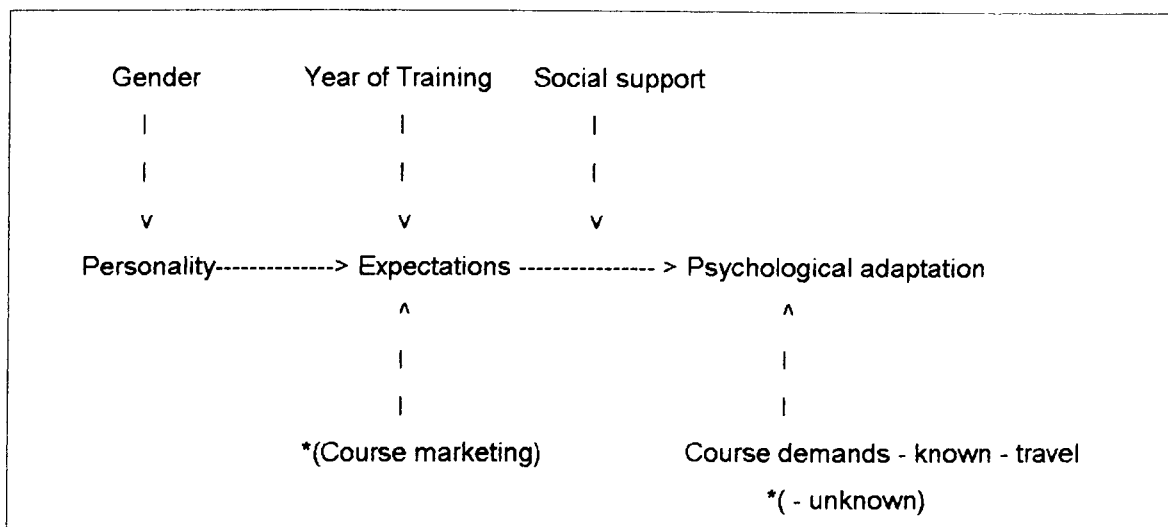 Gender Year of Training Social support
Personality--------------> Expectations ----------------- > Psychological adaptation
*(Course marketing) Course demands - known - travel
*( - unknown)